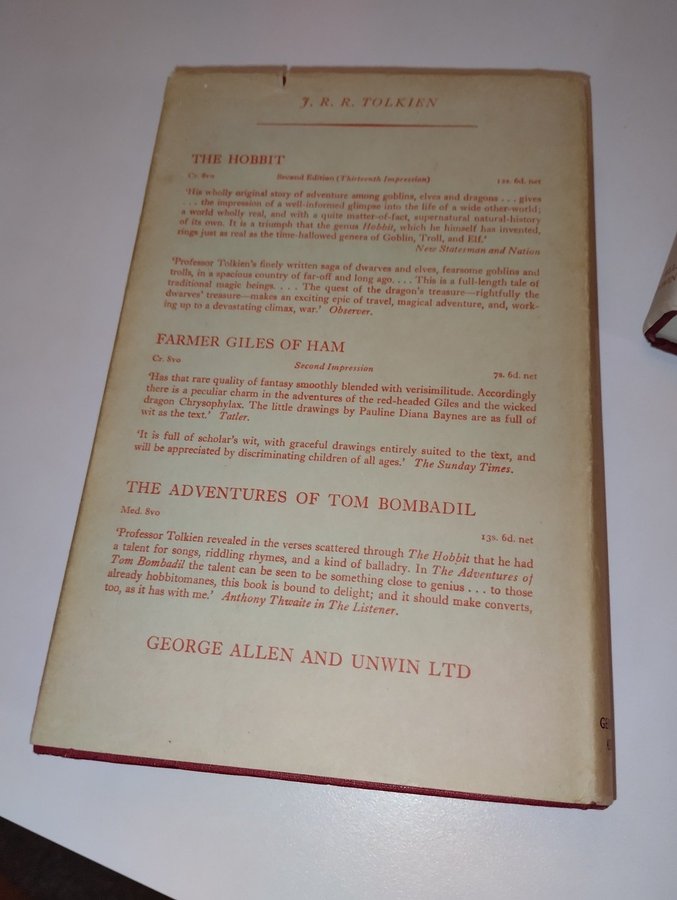 J. R. R. TOLKIEN
THE HOBBIT
Cr. 8vo Second Edition (Thirteenth Impression) 12s. 6d. net
'His wholly original story of adventure among goblins, elves and dragons . . . gives
. . . the impression of a well-informed glimpse into the life of a wide other-world;
a world wholly real, and with a quite matter-of-fact, supernatural natural-history
of its own. It is a triumph that the genus Hobbit, which he himself has invented,
rings just as real as the time-hallowed genera of Goblin, Troll, and Elf.'
New Statesman and Nation
'Professor Tolkien's finely written saga of dwarves and elves, fearsome goblins and
trolls, in a spacious country of far-off and long ago. . . . This is a full-length tale of
traditional magic beings. . . . The quest of the dragon's treasure—rightfully the
dwarves' treasure—makes an exciting epic of travel, magical adventure, and, work-
ing up to a devastating climax, war.' Observer.
FARMER GILES OF HAM
Cr. 8vo Second Impression 7s. 6d. net
'Has that rare quality of fantasy smoothly blended with verisimilitude. Accordingly
there is a peculiar charm in the adventures of the red-headed Giles and the wicked
dragon Chrysophylax. The little drawings by Pauline Diana Baynes are as full of
wit as the text.' Tatler.
'It is full of scholar's wit, with graceful drawings entirely suited to the text, and
will be appreciated by discriminating children of all ages.' The Sunday Times.
THE ADVENTURES OF TOM BOMBADIL
Med. 8vo 13s. 6d. net
'Professor Tolkien revealed in the verses scattered through The Hobbit that he had
a talent for songs, riddling rhymes, and a kind of balladry. In The Adventures of
Tom Bombadil the talent can be seen to be something close to genius . . . to those
already hobbitomanes, this book is bound to delight; and it should make converts,
too, as it has with me.' Anthony Thwaite in The Listener.
GEORGE ALLEN AND UNWIN LTD